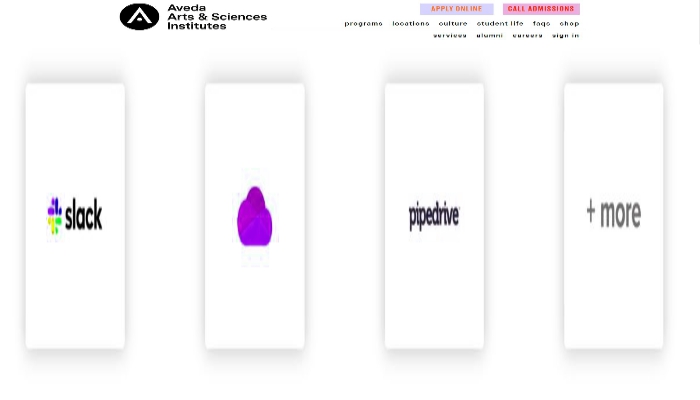 Aveda
Arts & Sciences
Institutes
APPLY ONLINE CALL ADMISSIONS
programs locations culture student life faqs shop
services alumni careers sign in
slack
pipedrive
+ more